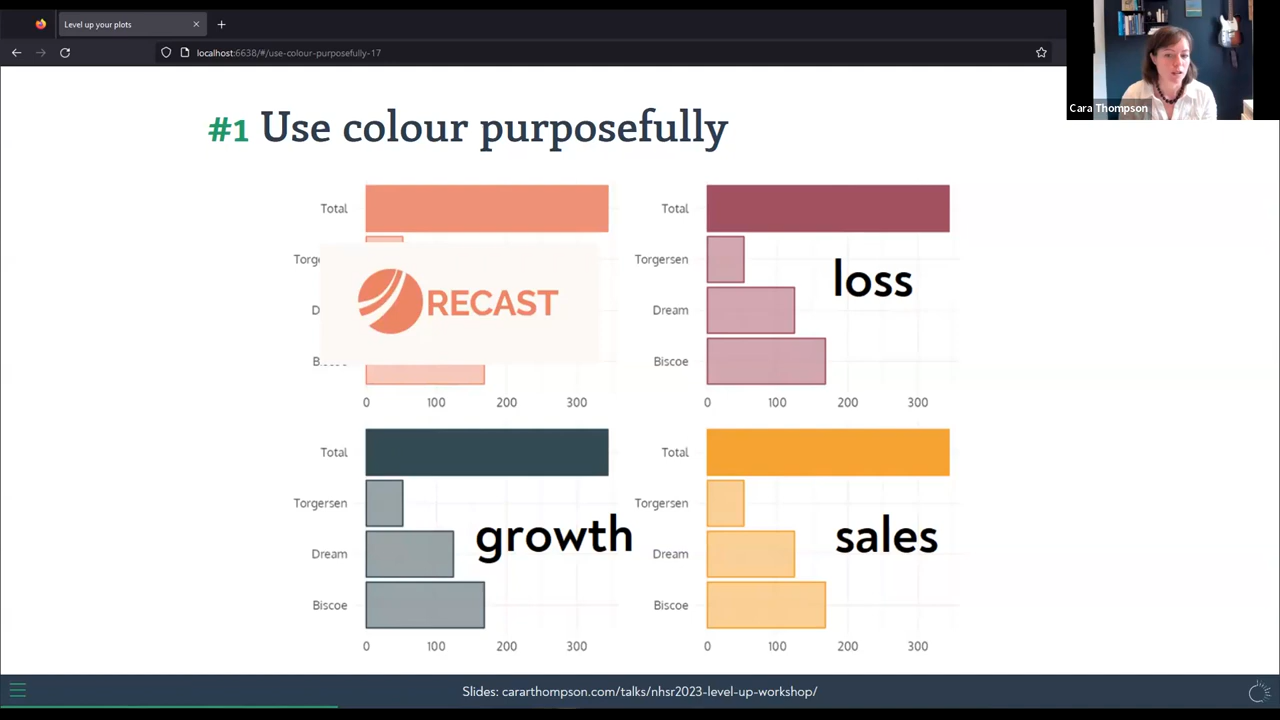 Level up your plots
localhost:6638/#/use-colour-purposefully-17
Cara Thompson
#1 Use colour purposefully
Total
Torg
D
B
RECAST
0 100 200 300
Total
Torgersen
Dream
Biscoe
loss
0 100 200 300
Total
Torgersen
Dream
Biscoe
growth
0 100 200 300
Total
Torgersen
Dream
Biscoe
sales
0 100 200 300
Slides: cararthompson.com/talks/nhsr2023-level-up-workshop/